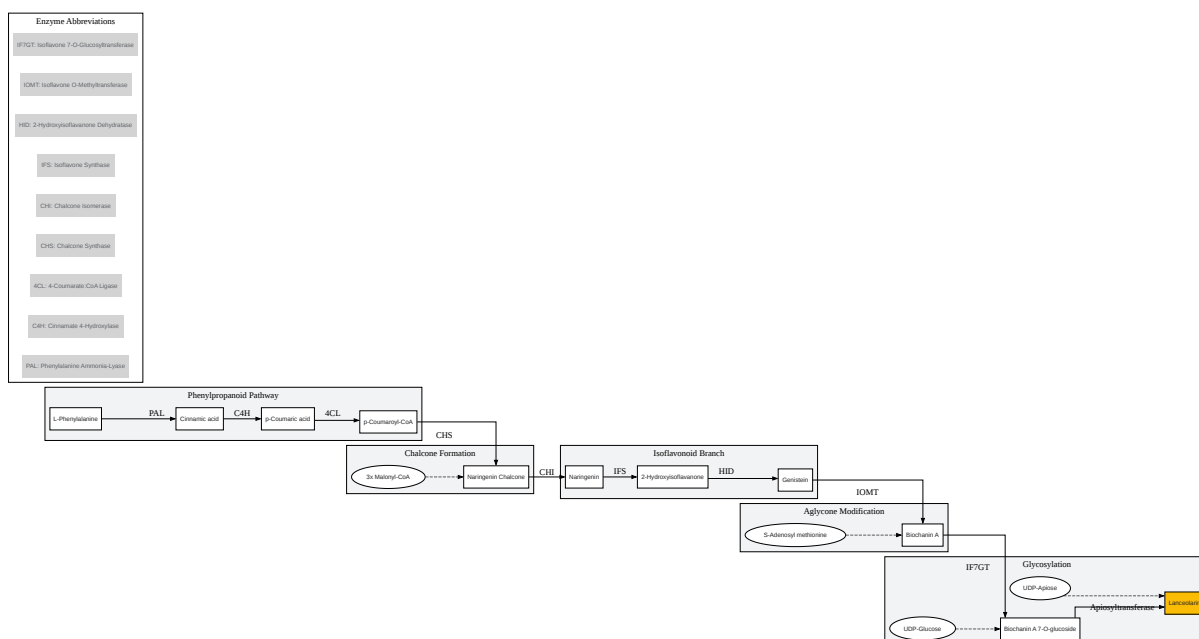 Enzyme Abbreviations
IF7GT: Isoflavone 7-O-Glucosyltransferase
IOMT: Isoflavone O-Methyltransferase
HID: 2-Hydroxyisoflavanone Dehydratase
IFS: Isoflavone Synthase
CHI: Chalcone Isomerase
CHS: Chalcone Synthase
4CL: 4-Coumarate:CoA Ligase
C4H: Cinnamate 4-Hydroxylase
PAL: Phenylalanine Ammonia-Lyase
Phenylpropanoid Pathway
L-Phenylalanine
PAL
Cinnamic acid
C4H
p-Coumaric acid
4CL
p-Coumaroyl-CoA
CHS
Chalcone Formation
3x Malonyl-CoA
Naringenin Chalcone
CHI
Isoflavonoid Branch
Naringenin
IFS
2-Hydroxyisoflavanone
HID
Genistein
IOMT
Aglycone Modification
S-Adenosyl methionine
Biochanin A
IF7GT
Glycosylation
UDP-Apiose
Apiosyltransferase
Lanceolarin
UDP-Glucose
Biochanin A 7-O-glucoside